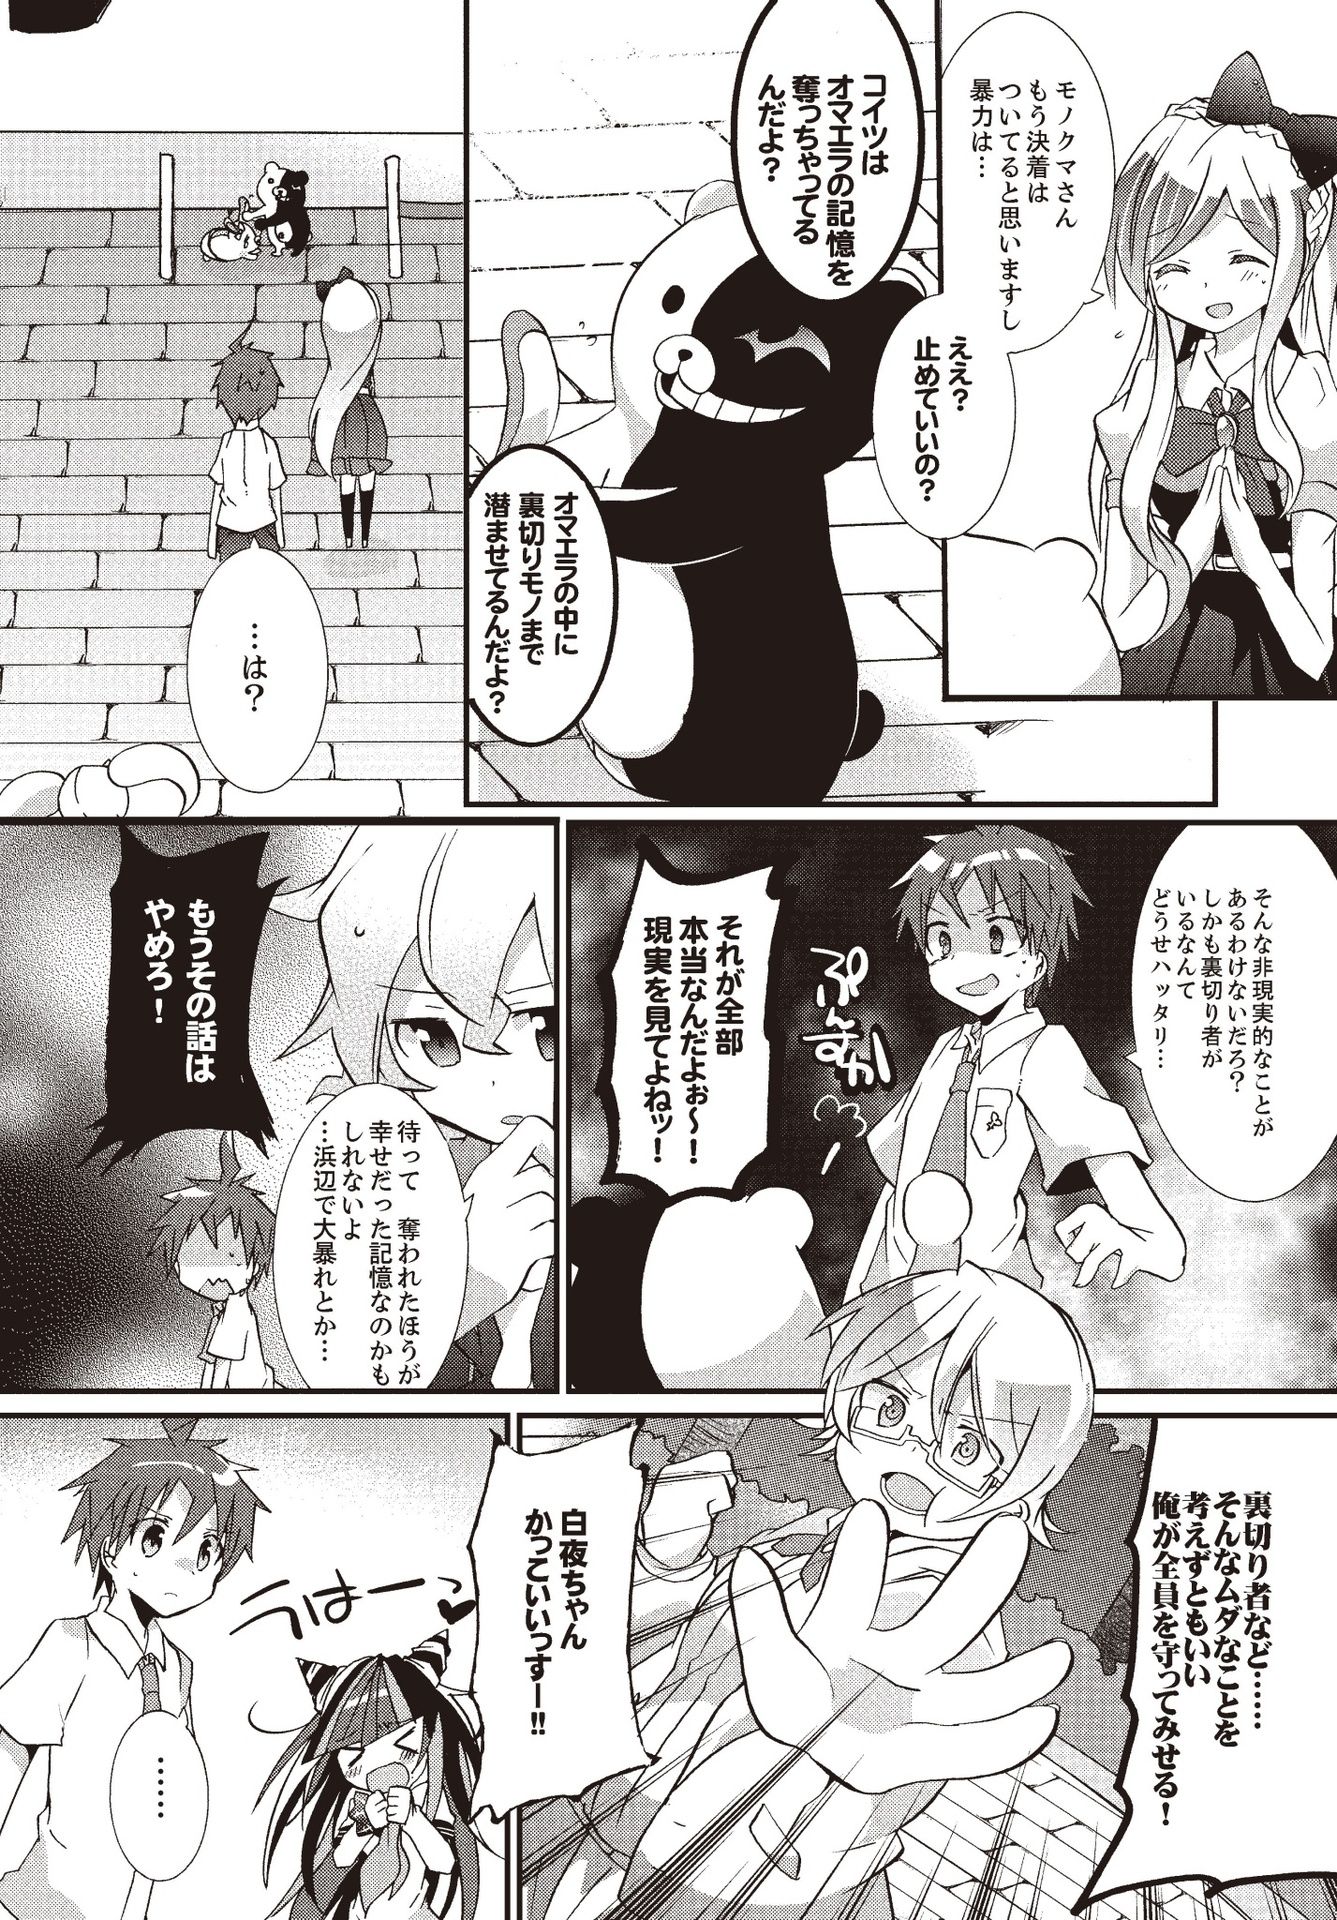 モノクマさん
もう決着は
ついてると思いますし
暴力は…
ええ?
止めていいの?
コイツは
オマエラの記憶を
奪っちゃってる
んだよ?
オマエラの中に
裏切りモノまで
潜ませてるんだよ?
…は?
そんな非現実的なことが
あるわけないだろ?
しかも裏切り者が
いるなんて
どうせハッタリ…
ぷんすか
それが全部
本当なんだよぉ〜!
現実を見てよねッ!
待って 奪われたほうが
幸せだった記憶なのかも
しれないよ
…浜辺で大暴れとか…
もうその話は
やめろ!
裏切り者など……
そんなムダなことを
考えずともいい
俺が全員を守ってみせる!
白夜ちゃん
かっこいいっすー!!
うはーっ♥
……